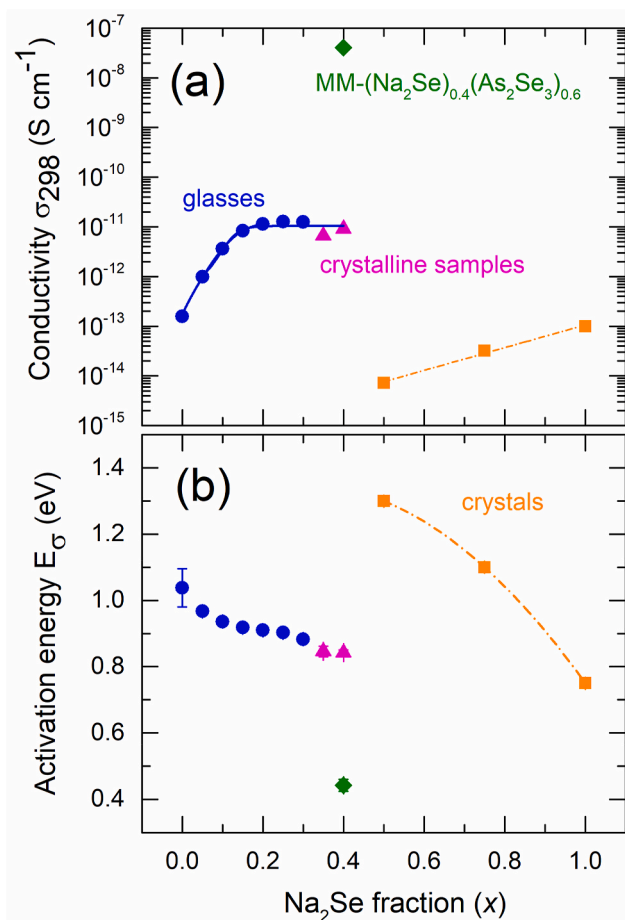 10⁻⁷
10⁻⁸
10⁻⁹
10⁻¹⁰
10⁻¹¹
10⁻¹²
10⁻¹³
10⁻¹⁴
10⁻¹⁵
Conductivity σ₂₉₈ (S cm⁻¹)
(a)
MM-(Na₂Se)₀.₄(As₂Se₃)₀.₆
glasses
crystalline samples
1.4
1.2
1.0
0.8
0.6
0.4
Activation energy E_σ (eV)
(b)
crystals
0.0 0.2 0.4 0.6 0.8 1.0
Na₂Se fraction (x)